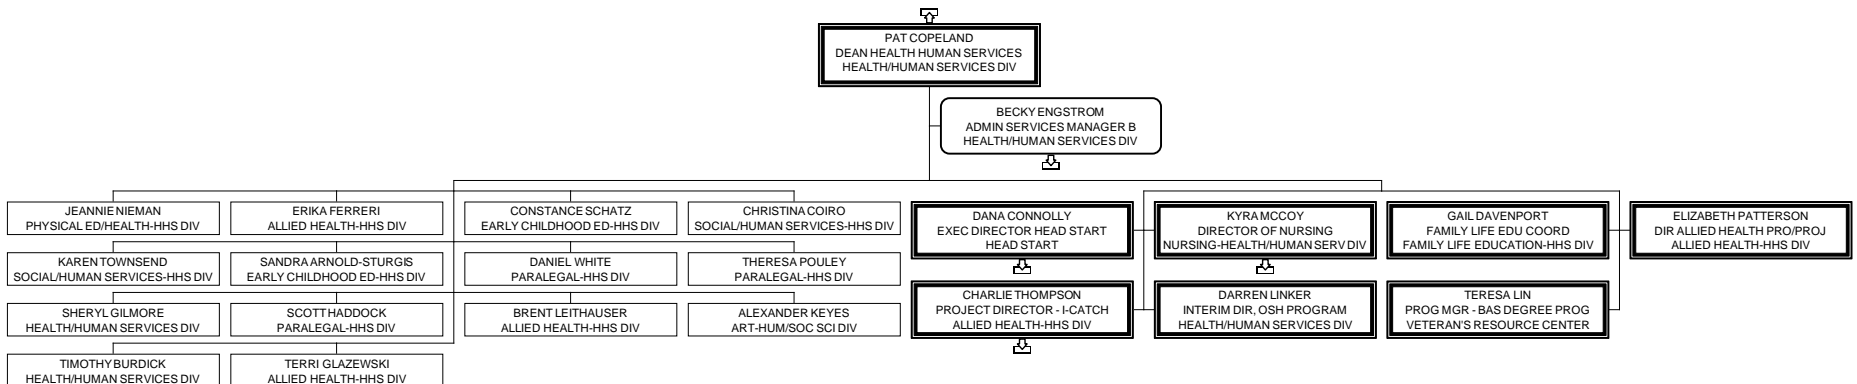 PAT COPELAND
DEAN HEALTH HUMAN SERVICES
HEALTH/HUMAN SERVICES DIV
BECKY ENGSTROM
ADMIN SERVICES MANAGER B
HEALTH/HUMAN SERVICES DIV
JEANNIE NIEMAN
PHYSICAL ED/HEALTH-HHS DIV
ERIKA FERRERI
ALLIED HEALTH-HHS DIV
CONSTANCE SCHATZ
EARLY CHILDHOOD ED-HHS DIV
CHRISTINA COIRO
SOCIAL/HUMAN SERVICES-HHS DIV
DANA CONNOLLY
EXEC DIRECTOR HEAD START
HEAD START
KYRA MCCOY
DIRECTOR OF NURSING
NURSING-HEALTH/HUMAN SERV DIV
GAIL DAVENPORT
FAMILY LIFE EDU COORD
FAMILY LIFE EDUCATION-HHS DIV
ELIZABETH PATTERSON
DIR ALLIED HEALTH PRO/PROJ
ALLIED HEALTH-HHS DIV
KAREN TOWNSEND
SOCIAL/HUMAN SERVICES-HHS DIV
SANDRA ARNOLD-STURGIS
EARLY CHILDHOOD ED-HHS DIV
DANIEL WHITE
PARALEGAL-HHS DIV
THERESA POULEY
PARALEGAL-HHS DIV
SHERYL GILMORE
HEALTH/HUMAN SERVICES DIV
SCOTT HADDOCK
PARALEGAL-HHS DIV
BRENT LEITHAUSER
ALLIED HEALTH-HHS DIV
ALEXANDER KEYES
ART-HUM/SOC SCI DIV
CHARLIE THOMPSON
PROJECT DIRECTOR - I-CATCH
ALLIED HEALTH-HHS DIV
DARREN LINKER
INTERIM DIR, OSH PROGRAM
HEALTH/HUMAN SERVICES DIV
TERESA LIN
PROG MGR - BAS DEGREE PROG
VETERAN'S RESOURCE CENTER
TIMOTHY BURDICK
HEALTH/HUMAN SERVICES DIV
TERRI GLAZEWSKI
ALLIED HEALTH-HHS DIV